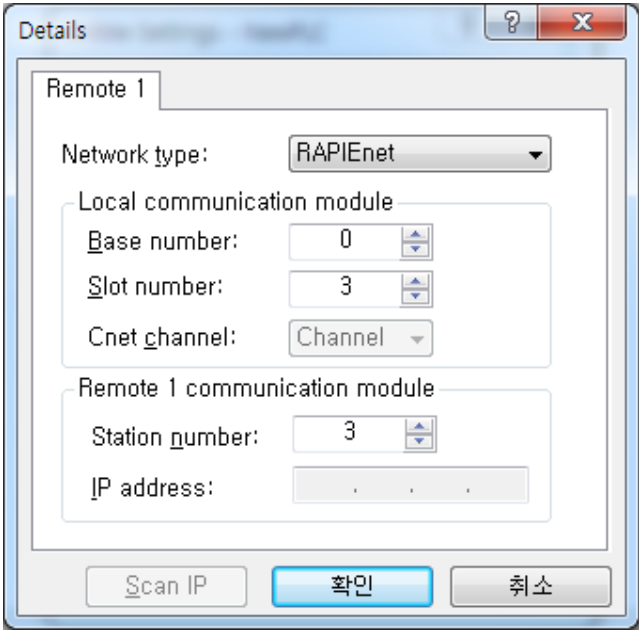 Details
Remote 1
Network type: RAPIEnet
Local communication module
Base number: 0
Slot number: 3
Cnet channel: Channel
Remote 1 communication module
Station number: 3
IP address: . . .
Scan IP 확인 취소